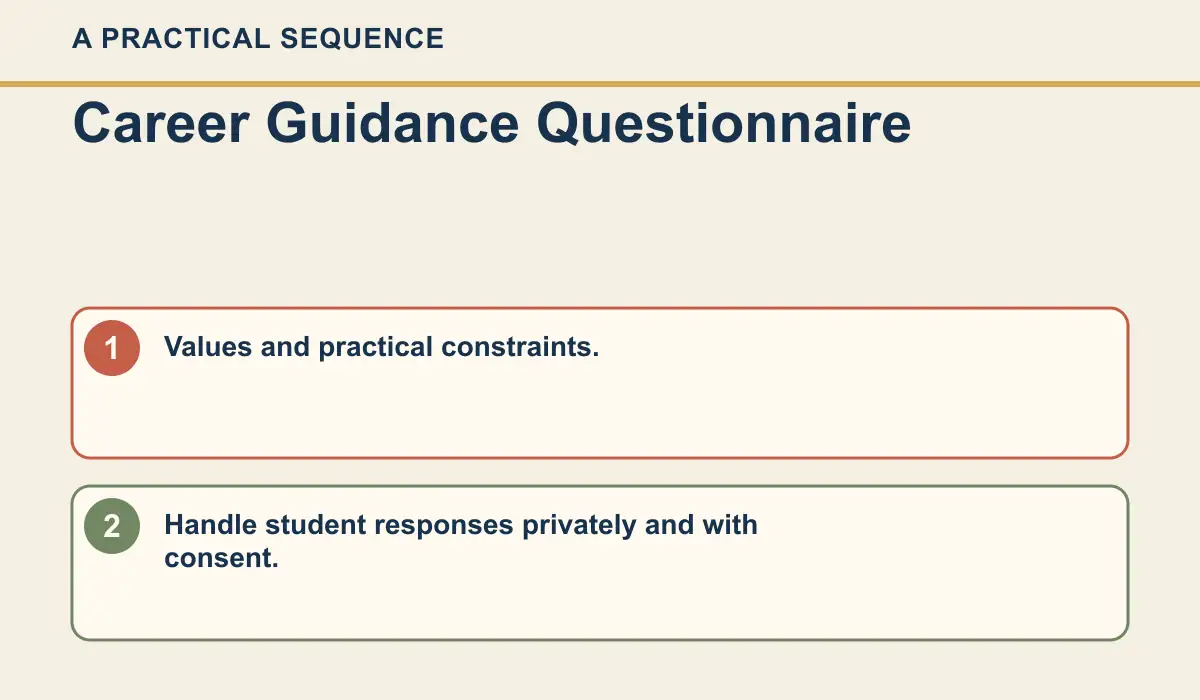 A PRACTICAL SEQUENCE
Career Guidance Questionnaire
1
Values and practical constraints.
2
Handle student responses privately and with
consent.